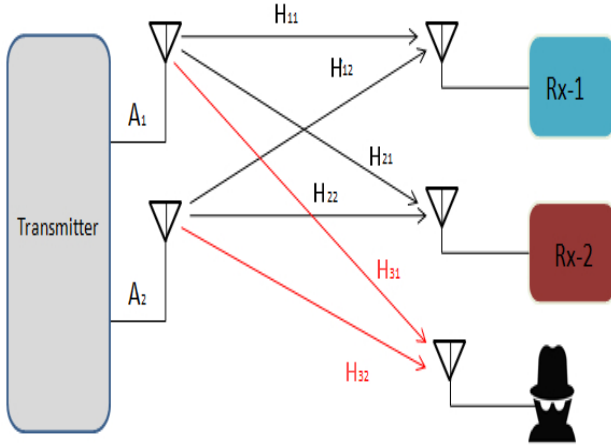 H11
H12
Rx-1
A1
H21
Transmitter
H22
Rx-2
H31
A2
H32